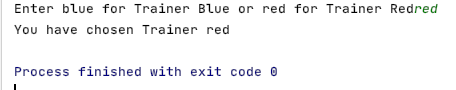 Enter blue for Trainer Blue or red for Trainer Redred
You have chosen Trainer red
Process finished with exit code 0